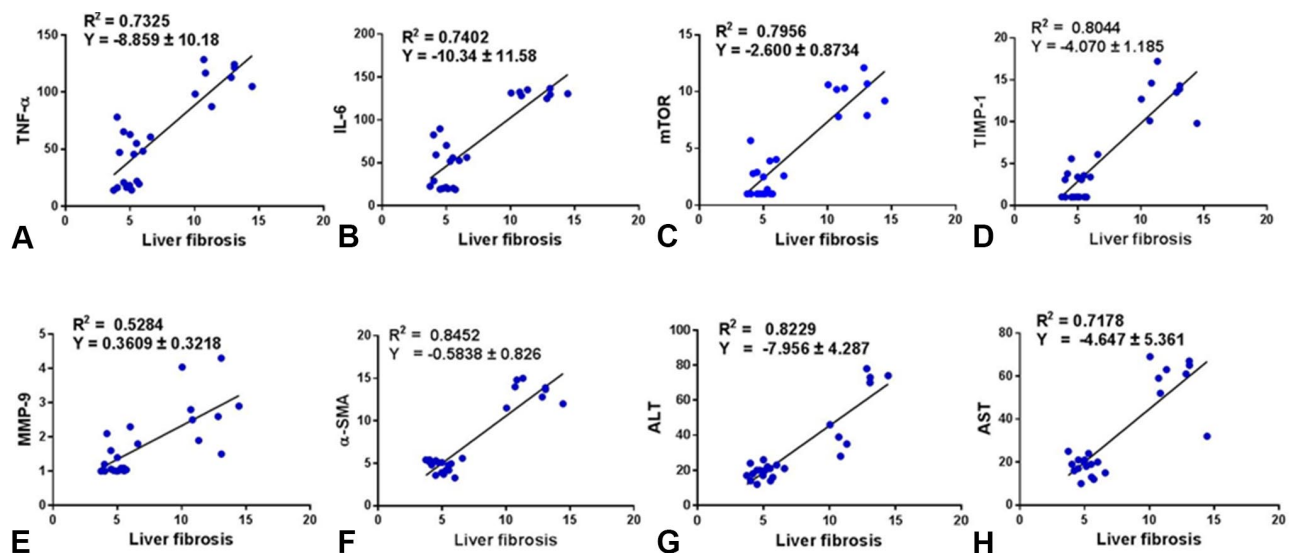 R² = 0.7325
Y = -8.859 ± 10.18
150
100
50
0
TNF-α
0 5 10 15 20
Liver fibrosis
A
R² = 0.7402
Y = -10.34 ± 11.58
200
150
100
50
0
IL-6
0 5 10 15 20
Liver fibrosis
B
R² = 0.7956
Y = -2.600 ± 0.8734
15
10
5
0
mTOR
0 5 10 15 20
Liver fibrosis
C
R² = 0.8044
Y = -4.070 ± 1.185
20
15
10
5
0
TIMP-1
0 5 10 15 20
Liver fibrosis
D
R² = 0.5284
Y = 0.3609 ± 0.3218
5
4
3
2
1
0
MMP-9
0 5 10 15 20
Liver fibrosis
E
R² = 0.8452
Y = -0.5838 ± 0.826
20
15
10
5
0
α-SMA
0 5 10 15 20
Liver fibrosis
F
R² = 0.8229
Y = -7.956 ± 4.287
100
80
60
40
20
0
ALT
0 5 10 15 20
Liver fibrosis
G
R² = 0.7178
Y = -4.647 ± 5.361
80
60
40
20
0
AST
0 5 10 15 20
Liver fibrosis
H